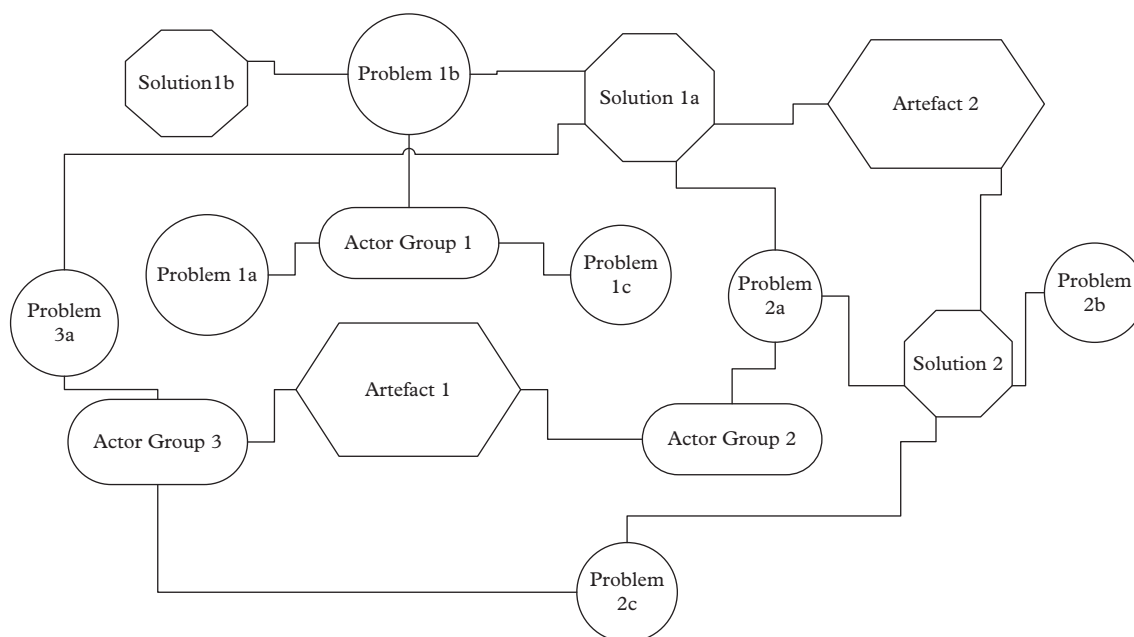 Solution1b
Problem 1b
Solution 1a
Artefact 2
Actor Group 1
Problem 1a
Problem
1c
Problem
2a
Problem
2b
Problem
3a
Artefact 1
Solution 2
Actor Group 3
Actor Group 2
Problem
2c